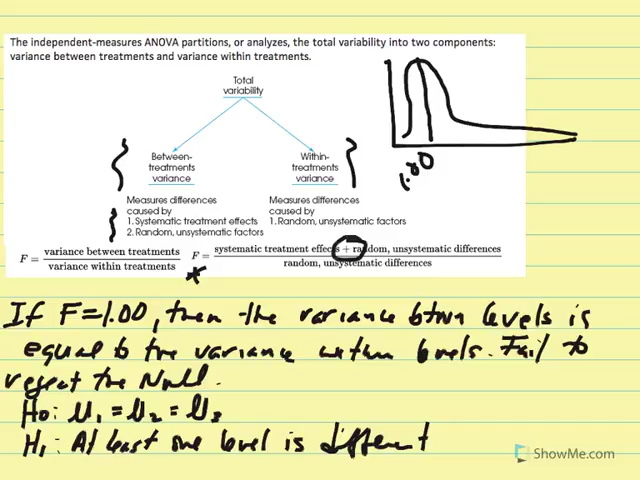 The independent-measures ANOVA partitions, or analyzes, the total variability into two components:
variance between treatments and variance within treatments.
Total
variability
Between-
treatments
variance
Within-
treatments
variance
Measures differences
caused by
1. Systematic treatment effects
2. Random, unsystematic factors
Measures differences
caused by
1. Random, unsystematic factors
1.00
F = variance between treatments / variance within treatments
F = systematic treatment effects + random, unsystematic differences / random, unsystematic differences
*
If F=1.00, then the variance btwn levels is
equal to the variance within levels. Fail to
reject the Null.
Ho: µ1 = µ2 = µ3
H1: At least one level is different
ShowMe.com